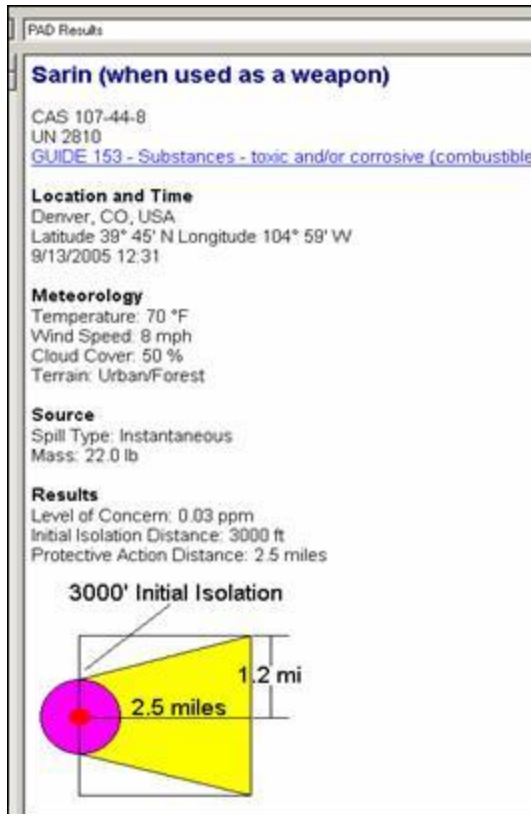 PAD Results
Sarin (when used as a weapon)
CAS 107-44-8
UN 2810
GUIDE 153 - Substances - toxic and/or corrosive (combustible
Location and Time
Denver, CO, USA
Latitude 39° 45' N Longitude 104° 59' W
9/13/2005 12:31
Meteorology
Temperature: 70 °F
Wind Speed: 8 mph
Cloud Cover: 50 %
Terrain: Urban/Forest
Source
Spill Type: Instantaneous
Mass: 22.0 lb
Results
Level of Concern: 0.03 ppm
Initial Isolation Distance: 3000 ft
Protective Action Distance: 2.5 miles
3000' Initial Isolation
1.2 mi
2.5 miles